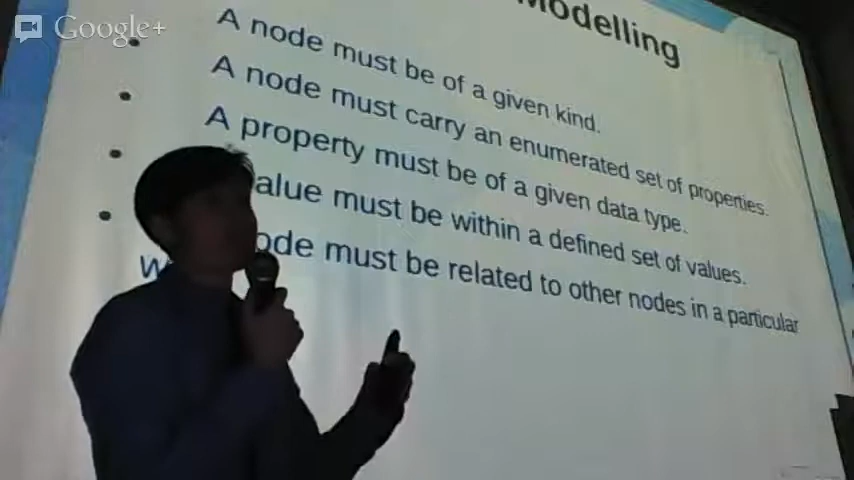 Google+
Modelling
A node must be of a given kind.
A node must carry an enumerated set of properties.
A property must be of a given data type.
alue must be within a defined set of values.
ode must be related to other nodes in a particular
w